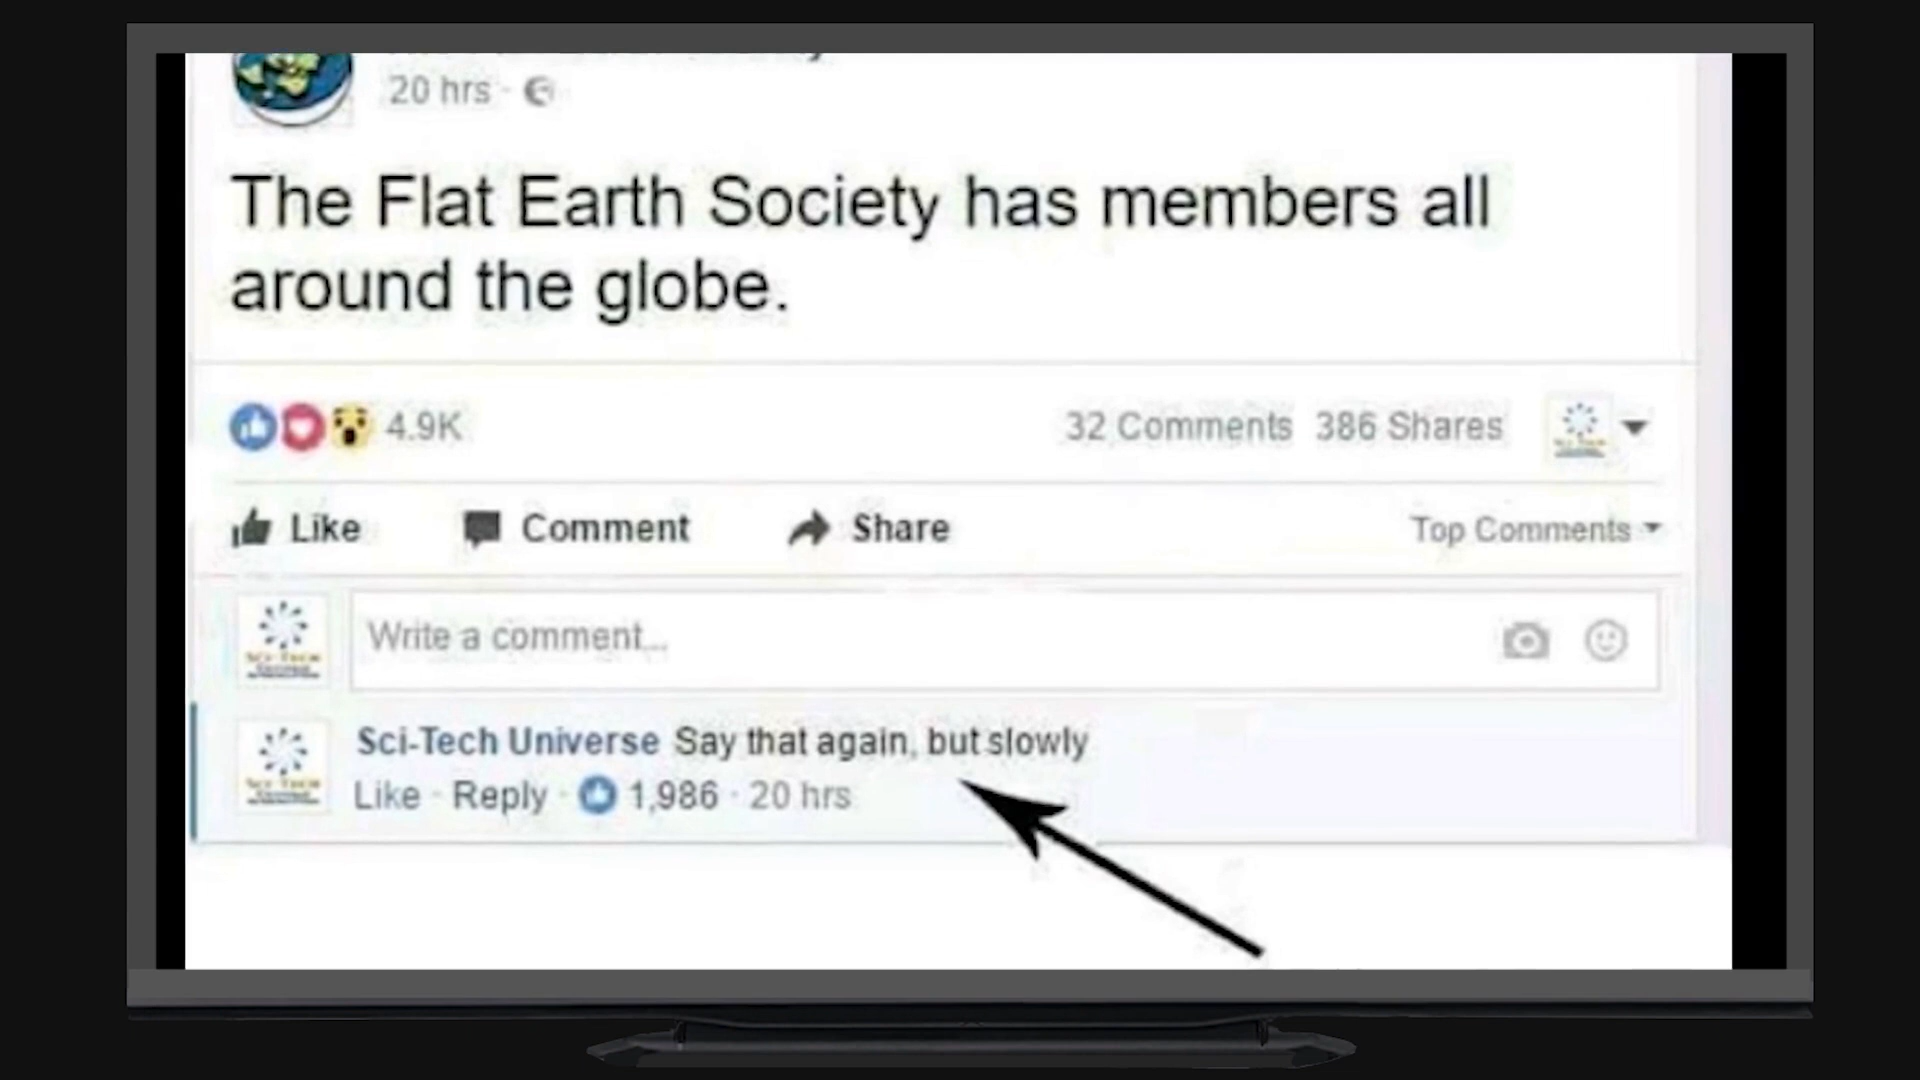 20 hrs ·
The Flat Earth Society has members all
around the globe.
4.9K 32 Comments 386 Shares
Like Comment Share Top Comments
Write a comment...
Sci-Tech Universe Say that again, but slowly
Like · Reply · 1,986 · 20 hrs